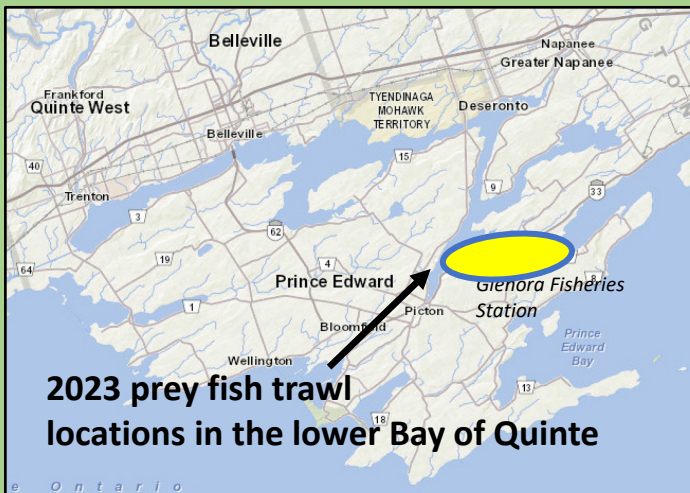 Belleville
Napanee
Greater Napanee
Frankford
Quinte West
TYENDINAGA
MOHAWK
TERRITORY
Deseronto
Belleville
40
15
Trenton
9
33
3
62
64
19
4
Prince Edward
8
1
Glenora Fisheries
Station
Picton
Bloomfield
Prince
Edward
Bay
Wellington
13
2023 prey fish trawl
locations in the lower Bay of Quinte
18
e Ontario